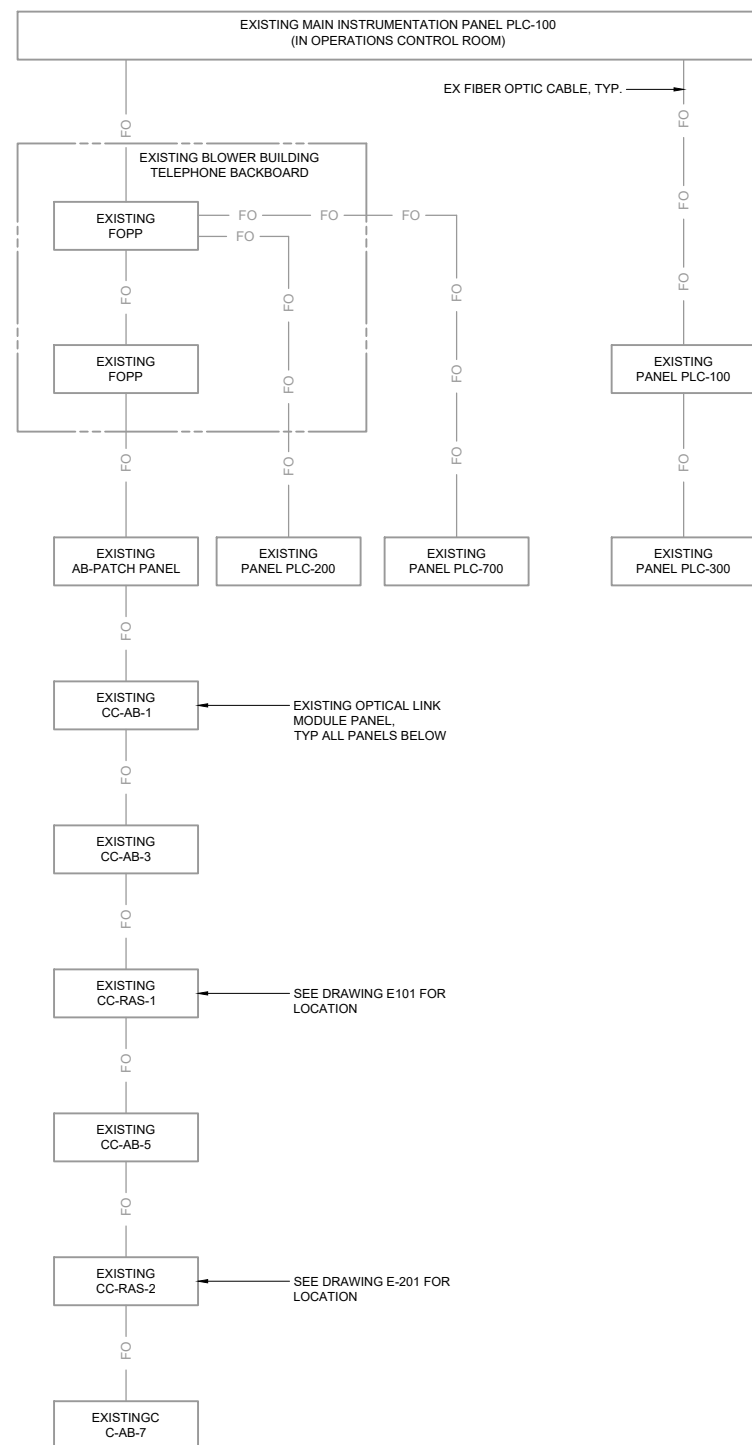 EXISTING MAIN INSTRUMENTATION PANEL PLC-100
(IN OPERATIONS CONTROL ROOM)
EX FIBER OPTIC CABLE, TYP.
FO
FO
EXISTING BLOWER BUILDING
TELEPHONE BACKBOARD
EXISTING
FOPP
FO
FO
FO
FO
FO
FO
FO
FO
FO
EXISTING
FOPP
EXISTING
PANEL PLC-100
FO
FO
FO
FO
FO
FO
EXISTING
AB-PATCH PANEL
EXISTING
PANEL PLC-200
EXISTING
PANEL PLC-700
EXISTING
PANEL PLC-300
FO
EXISTING
CC-AB-1
EXISTING OPTICAL LINK
MODULE PANEL,
TYP ALL PANELS BELOW
FO
EXISTING
CC-AB-3
FO
EXISTING
CC-RAS-1
SEE DRAWING E101 FOR
LOCATION
FO
EXISTING
CC-AB-5
FO
EXISTING
CC-RAS-2
SEE DRAWING E-201 FOR
LOCATION
FO
EXISTINGC
C-AB-7